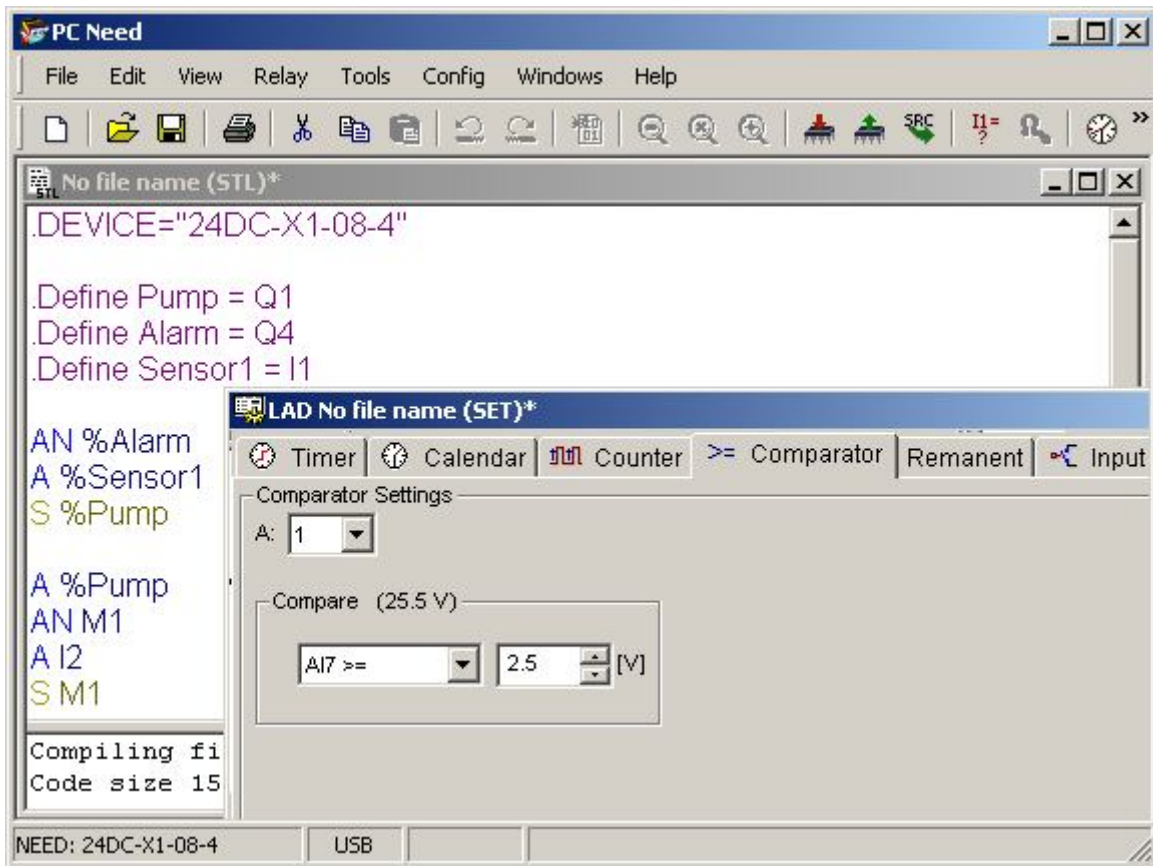 PC Need
File Edit View Relay Tools Config Windows Help
SRC I1= ?
No file name (STL)*
.DEVICE="24DC-X1-08-4"
.Define Pump = Q1
.Define Alarm = Q4
.Define Sensor1 = I1
AN %Alarm
A %Sensor1
S %Pump
A %Pump
AN M1
A I2
S M1
Compiling fi
Code size 15
LAD No file name (SET)*
Timer Calendar Counter >= Comparator Remanent Input
Comparator Settings
A: 1
Compare (25.5 V)
AI7 >= 2.5 [V]
NEED: 24DC-X1-08-4 USB